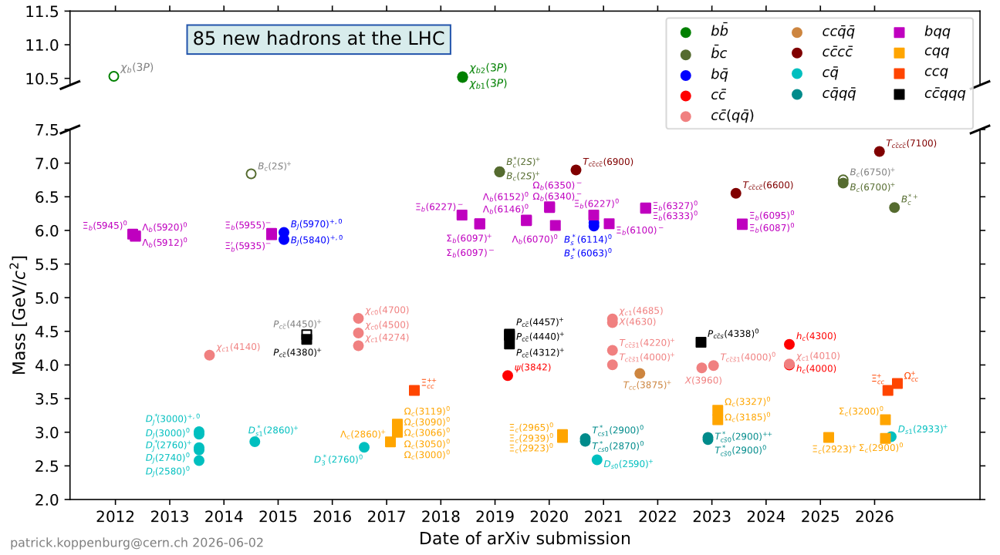 85 new hadrons at the LHC
bb̄
b̄c
bq̄
cc̄
cc̄(qq̄)
ccq̄q̄
cc̄cc̄
cq̄
cq̄qq̄
bqq
cqq
ccq
cc̄qqq
Mass [GeV/c²]
11.5
11.0
10.5
7.5
7.0
6.5
6.0
5.5
5.0
4.5
4.0
3.5
3.0
2.5
2.0
χb(3P)
χb2(3P)
χb1(3P)
Bc(2S)⁺
Bc*(2S)⁺
Bc(2S)⁺
Tcc̄cc̄(6900)
Tcc̄cc̄(7100)
Tcc̄cc̄(6600)
Bc(6750)⁺
Bc(6700)⁺
Bc*⁺
Ξb(5945)⁰
Λb(5920)⁰
Λb(5912)⁰
Ξb(5955)⁻
Ξb′(5935)⁻
BJ(5970)⁺,⁰
BJ(5840)⁺,⁰
Ξb(6227)⁻
Σb(6097)⁺
Σb(6097)⁻
Λb(6152)⁰
Λb(6146)⁰
Ωb(6350)⁻
Ωb(6340)⁻
Λb(6070)⁰
Ξb(6227)⁰
Bs*(6114)⁰
Bs*(6063)⁰
Ξb(6100)⁻
Ξb(6327)⁰
Ξb(6333)⁰
Ξb(6095)⁰
Ξb(6087)⁰
χc1(4140)
Pcc̄(4450)⁺
Pcc̄(4380)⁺
χc0(4700)
χc0(4500)
χc1(4274)
Ξcc⁺⁺
Pcc̄(4457)⁺
Pcc̄(4440)⁺
Pcc̄(4312)⁺
ψ(3842)
χc1(4685)
X(4630)
Tcc̄s̄1(4220)⁺
Tcc̄s̄1(4000)⁺
Tcc(3875)⁺
Pcc̄s(4338)⁰
Tcc̄s̄1(4000)⁰
X(3960)
hc(4300)
χc1(4010)
hc(4000)
Ξcc⁺
Ωcc⁺
DJ*(3000)⁺,⁰
DJ(3000)⁰
DJ*(2760)⁺
DJ(2740)⁰
DJ(2580)⁰
Ds1*(2860)⁺
D3*(2760)⁰
Λc(2860)⁺
Ωc(3119)⁰
Ωc(3090)⁰
Ωc(3066)⁰
Ωc(3050)⁰
Ωc(3000)⁰
Ξc(2965)⁰
Ξc(2939)⁰
Ξc(2923)⁰
Tcs1*(2900)⁰
Tcs0*(2870)⁰
Ds0(2590)⁺
Ωc(3327)⁰
Ωc(3185)⁰
Tcs̄0*(2900)⁺⁺
Tcs̄0*(2900)⁰
Ξc(2923)⁺
Σc(3200)⁰
Σc(2900)⁰
Ds1(2933)⁺
2012 2013 2014 2015 2016 2017 2018 2019 2020 2021 2022 2023 2024 2025 2026
Date of arXiv submission
patrick.koppenburg@cern.ch 2026-06-02